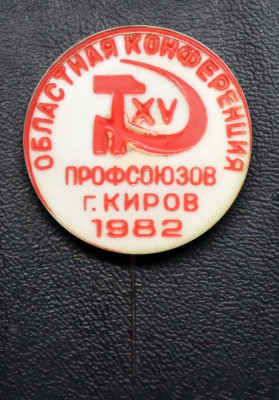 ОБЛАСТНАЯ КОНФЕРЕНЦИЯ
XV
ПРОФСОЮЗОВ
Г. КИРОВ
1982